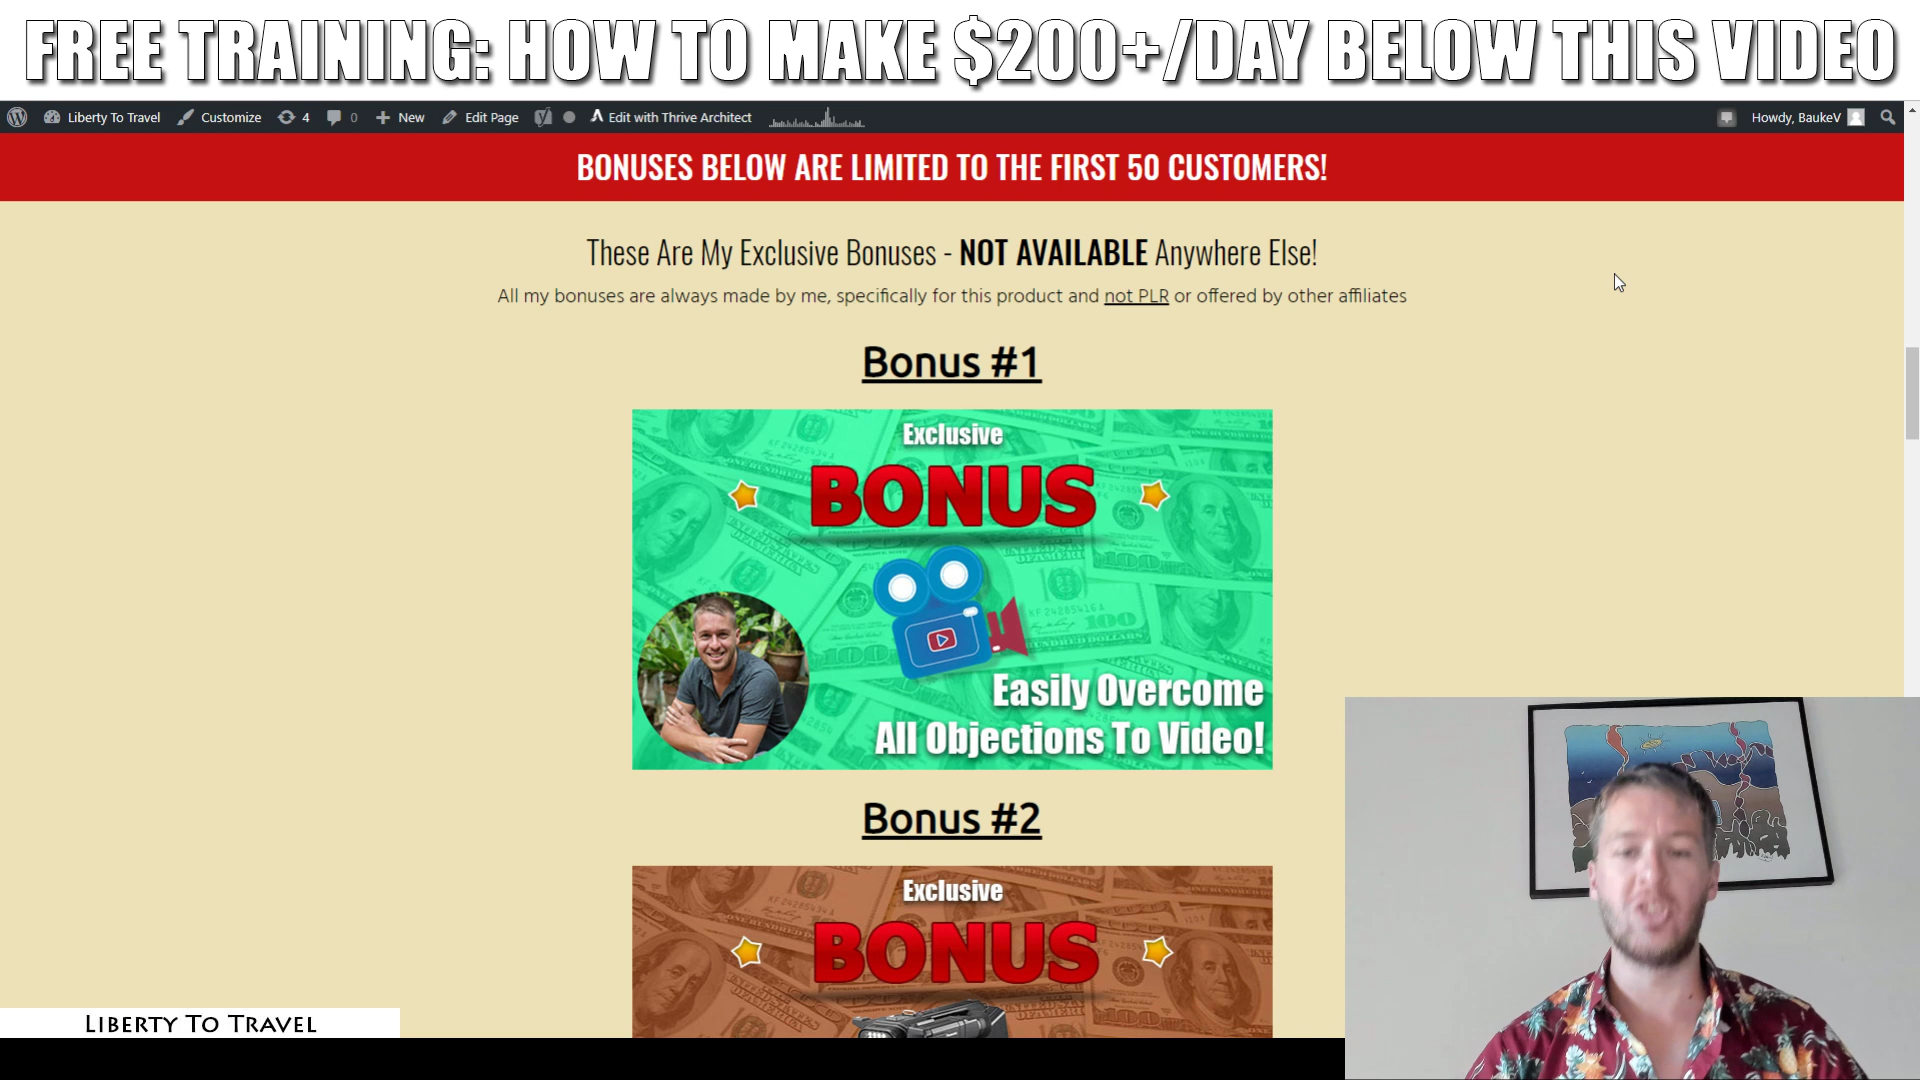 FREE TRAINING: HOW TO MAKE $200+/DAY BELOW THIS VIDEO
Liberty To Travel Customize 4 0 New Edit Page Edit with Thrive Architect Howdy, BaukeV
BONUSES BELOW ARE LIMITED TO THE FIRST 50 CUSTOMERS!
These Are My Exclusive Bonuses - NOT AVAILABLE Anywhere Else!
All my bonuses are always made by me, specifically for this product and not PLR or offered by other affiliates
Bonus #1
Exclusive
BONUS
Easily Overcome
All Objections To Video!
Bonus #2
Exclusive
BONUS
LIBERTY TO TRAVEL